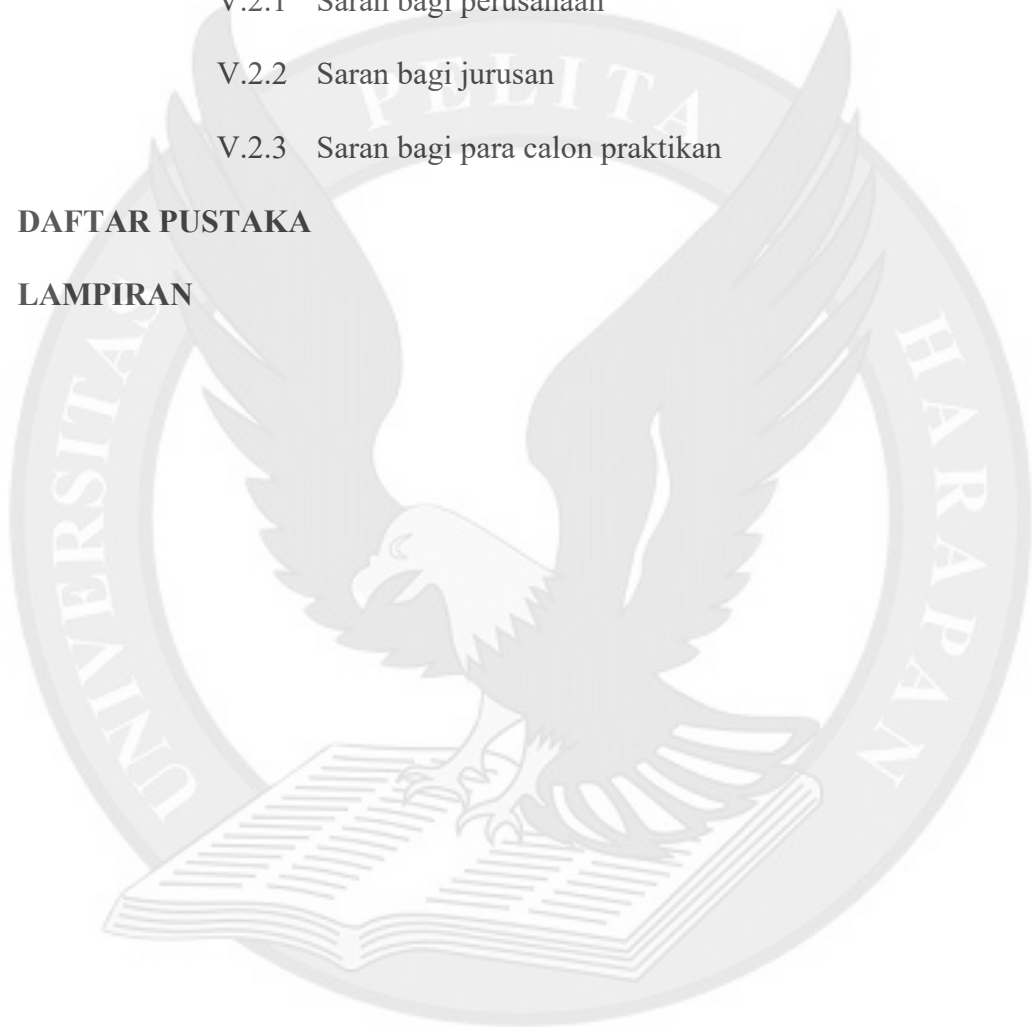 V.2.1 Saran bagi perusahaan
V.2.2 Saran bagi jurusan
V.2.3 Saran bagi para calon praktikan
DAFTAR PUSTAKA
LAMPIRAN
UNIVERSITAS PELITA HARAPAN